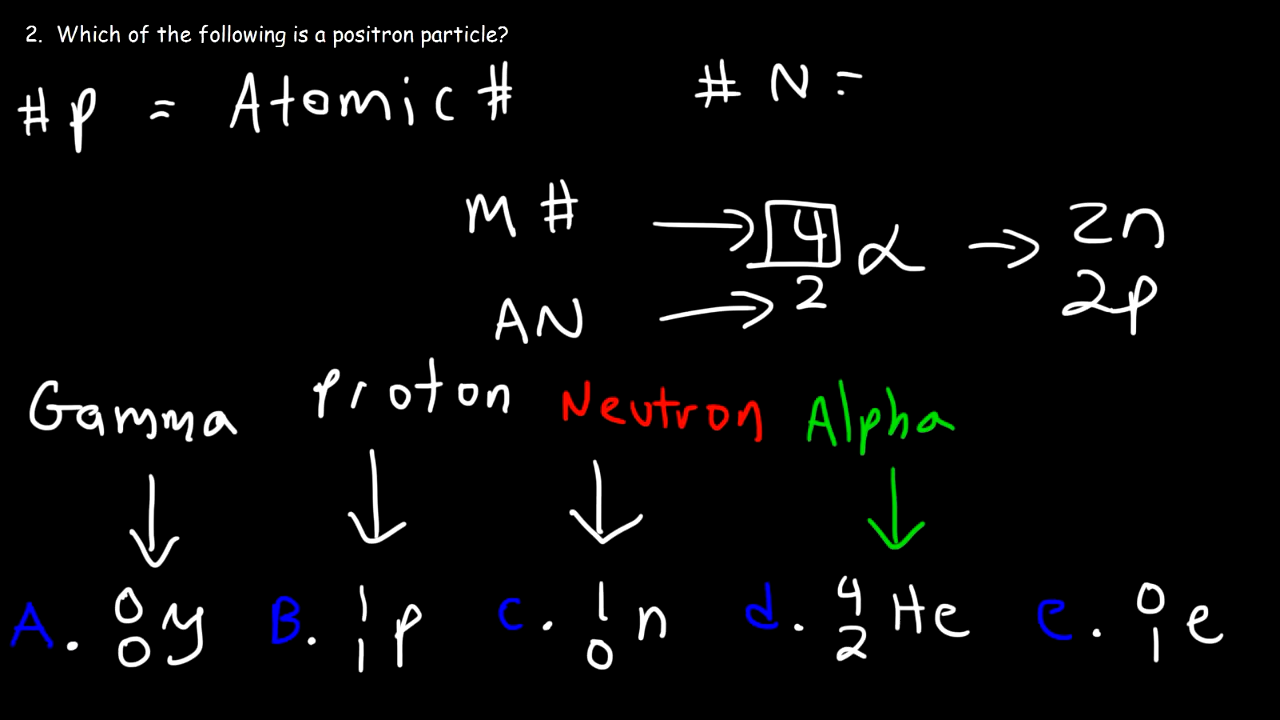 2. Which of the following is a positron particle?
#p = Atomic # # N =
M # → 4 α → 2n
AN → 2 2p
Gamma Proton Neutron Alpha
A. 0 0 γ B. 1 1 p C. 1 0 n d. 4 2 He e. 0 1 e